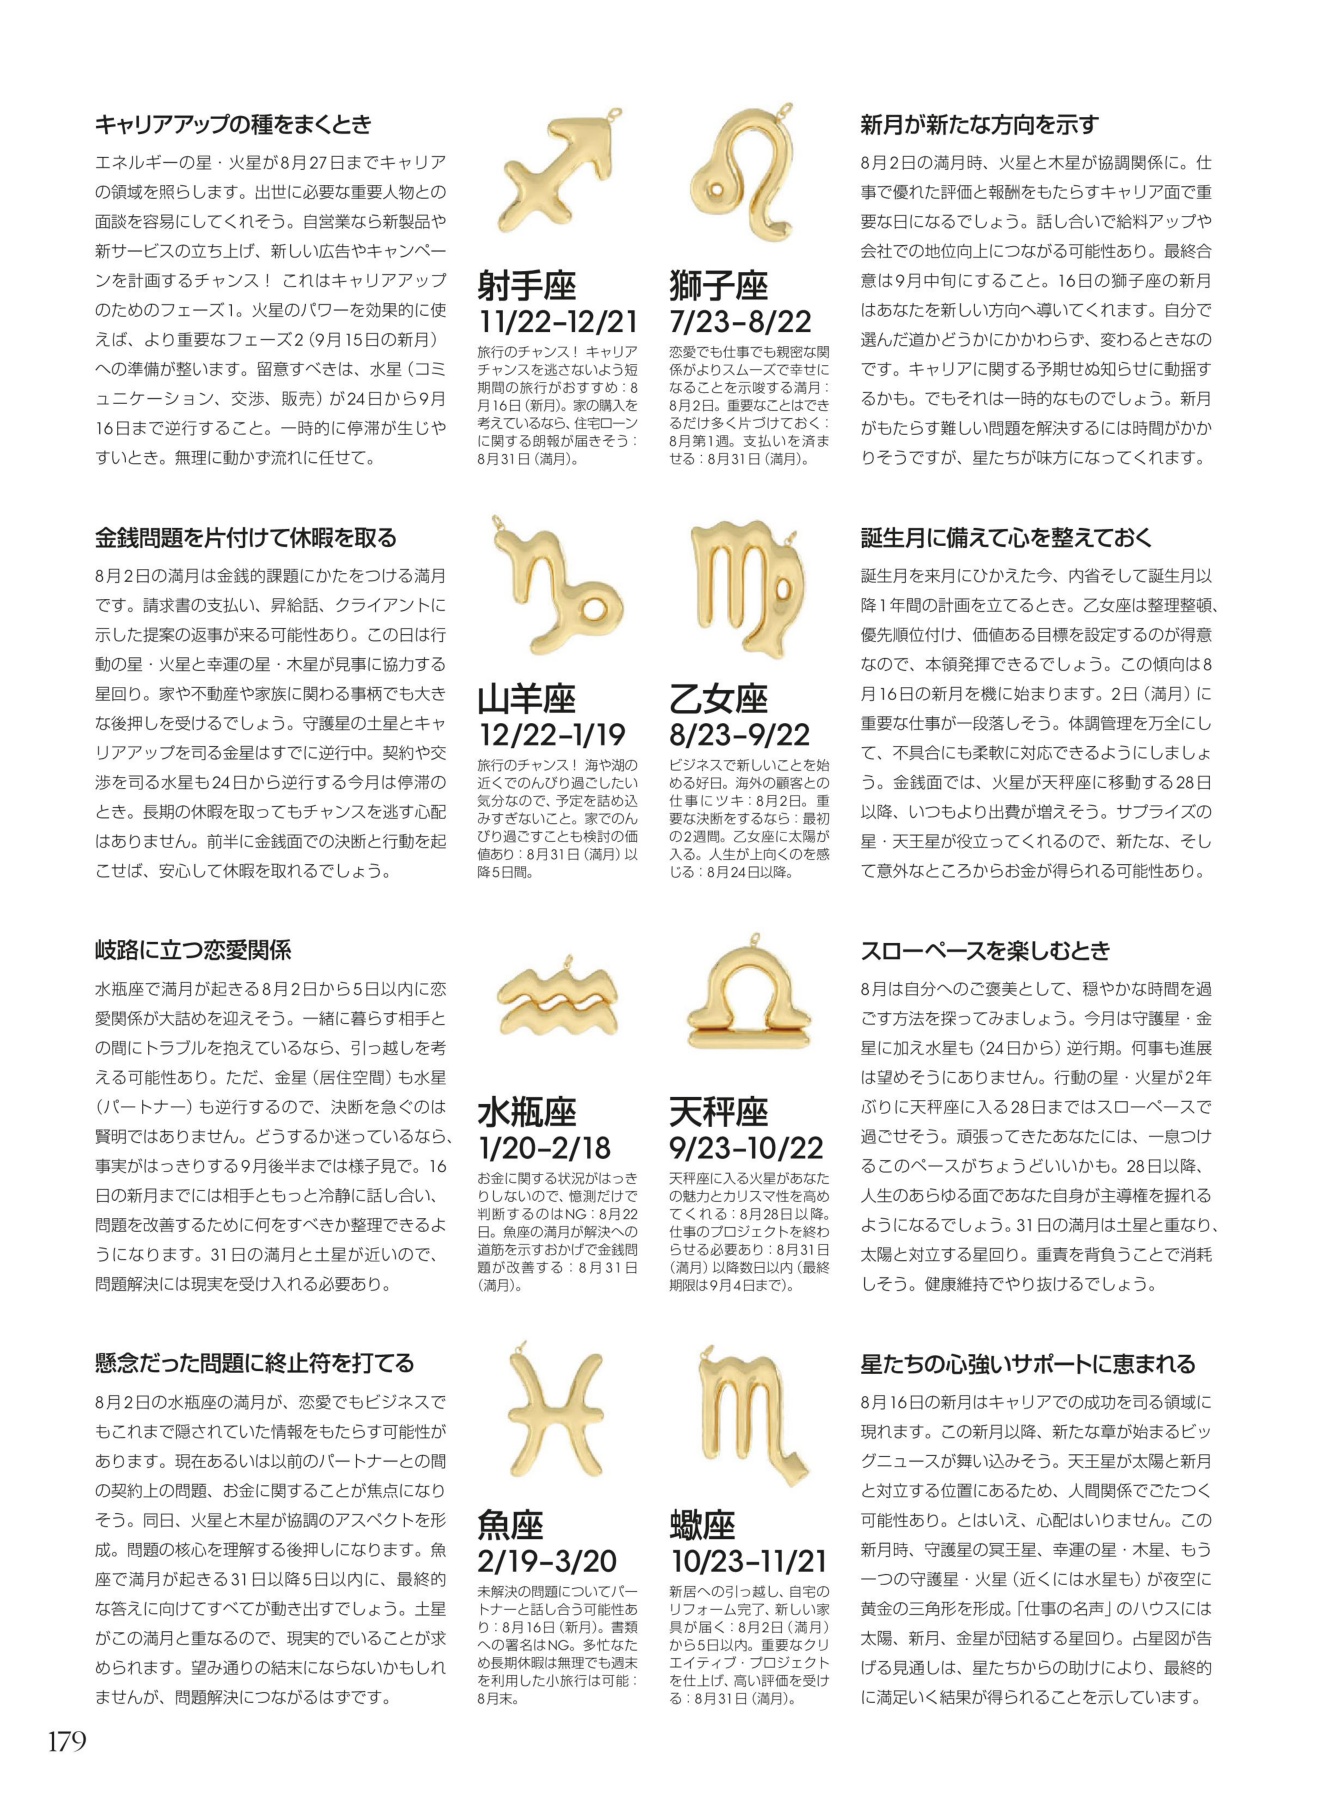 キャリアアップの種をまくとき
エネルギーの星・火星が8月27日までキャリア
の領域を照らします。出世に必要な重要人物との
面談を容易にしてくれそう。自営業なら新製品や
新サービスの立ち上げ、新しい広告やキャンペー
ンを計画するチャンス！ これはキャリアアップ
のためのフェーズ1。火星のパワーを効果的に使
えば、より重要なフェーズ2（9月15日の新月）
への準備が整います。留意すべきは、水星（コミ
ュニケーション、交渉、販売）が24日から9月
16日まで逆行すること。一時的に停滞が生じや
すいとき。無理に動かず流れに任せて。
射手座
11/22–12/21
旅行のチャンス！ キャリア
チャンスを逃さないよう短
期間の旅行がおすすめ：8
月16日（新月）。家の購入を
考えているなら、住宅ローン
に関する朗報が届きそう：
8月31日（満月）。
獅子座
7/23–8/22
恋愛でも仕事でも親密な関
係がよりスムーズで幸せに
なることを示唆する満月：
8月2日。重要なことはでき
るだけ多く片づけておく：
8月第1週。支払いを済ま
せる：8月31日（満月）。
新月が新たな方向を示す
8月2日の満月時、火星と木星が協調関係に。仕
事で優れた評価と報酬をもたらすキャリア面で重
要な日になるでしょう。話し合いで給料アップや
会社での地位向上につながる可能性あり。最終合
意は9月中旬にすること。16日の獅子座の新月
はあなたを新しい方向へ導いてくれます。自分で
選んだ道かどうかにかかわらず、変わるときなの
です。キャリアに関する予期せぬ知らせに動揺す
るかも。でもそれは一時的なものでしょう。新月
がもたらす難しい問題を解決するには時間がかか
りそうですが、星たちが味方になってくれます。
金銭問題を片付けて休暇を取る
8月2日の満月は金銭的課題にかたをつける満月
です。請求書の支払い、昇給話、クライアントに
示した提案の返事が来る可能性あり。この日は行
動の星・火星と幸運の星・木星が見事に協力する
星回り。家や不動産や家族に関わる事柄でも大き
な後押しを受けるでしょう。守護星の土星とキャ
リアアップを司る金星はすでに逆行中。契約や交
渉を司る水星も24日から逆行する今月は停滞の
とき。長期の休暇を取ってもチャンスを逃す心配
はありません。前半に金銭面での決断と行動を起
こせば、安心して休暇を取れるでしょう。
山羊座
12/22–1/19
旅行のチャンス！ 海や湖の
近くでのんびり過ごしたい
気分なので、予定を詰め込
みすぎないこと。家でのん
びり過ごすことも検討の価
値あり：8月31日（満月）以
降5日間。
乙女座
8/23–9/22
ビジネスで新しいことを始
める好日。海外の顧客との
仕事にツキ：8月2日。重
要な決断をするなら：最初
の2週間。乙女座に太陽が
入る。人生が上向くのを感
じる：8月24日以降。
誕生月に備えて心を整えておく
誕生月を来月にひかえた今、内省そして誕生月以
降1年間の計画を立てるとき。乙女座は整理整頓、
優先順位付け、価値ある目標を設定するのが得意
なので、本領発揮できるでしょう。この傾向は8
月16日の新月を機に始まります。2日（満月）に
重要な仕事が一段落しそう。体調管理を万全にし
て、不具合にも柔軟に対応できるようにしましょ
う。金銭面では、火星が天秤座に移動する28日
以降、いつもより出費が増えそう。サプライズの
星・天王星が役立ってくれるので、新たな、そし
て意外なところからお金が得られる可能性あり。
岐路に立つ恋愛関係
水瓶座で満月が起きる8月2日から5日以内に恋
愛関係が大詰めを迎えそう。一緒に暮らす相手と
の間にトラブルを抱えているなら、引っ越しを考
える可能性あり。ただ、金星（居住空間）も水星
（パートナー）も逆行するので、決断を急ぐのは
賢明ではありません。どうするか迷っているなら、
事実がはっきりする9月後半までは様子見で。16
日の新月までには相手ともっと冷静に話し合い、
問題を改善するために何をすべきか整理できるよ
うになります。31日の満月と土星が近いので、
問題解決には現実を受け入れる必要あり。
水瓶座
1/20–2/18
お金に関する状況がはっき
りしないので、憶測だけで
判断するのはNG：8月22
日。魚座の満月が解決への
道筋を示すおかげで金銭問
題が改善する：8月31日
（満月）。
天秤座
9/23–10/22
天秤座に入る火星があなた
の魅力とカリスマ性を高め
てくれる：8月28日以降。
仕事のプロジェクトを終わ
らせる必要あり：8月31日
（満月）以降数日以内（最終
期限は9月4日まで）。
スローペースを楽しむとき
8月は自分へのご褒美として、穏やかな時間を過
ごす方法を探ってみましょう。今月は守護星・金
星に加え水星も（24日から）逆行期。何事も進展
は望めそうにありません。行動の星・火星が2年
ぶりに天秤座に入る28日まではスローペースで
過ごせそう。頑張ってきたあなたには、一息つけ
るこのペースがちょうどいいかも。28日以降、
人生のあらゆる面であなた自身が主導権を握れる
ようになるでしょう。31日の満月は土星と重なり、
太陽と対立する星回り。重責を背負うことで消耗
しそう。健康維持でやり抜けるでしょう。
懸念だった問題に終止符を打てる
8月2日の水瓶座の満月が、恋愛でもビジネスで
もこれまで隠されていた情報をもたらす可能性が
あります。現在あるいは以前のパートナーとの間
の契約上の問題、お金に関することが焦点になり
そう。同日、火星と木星が協調のアスペクトを形
成。問題の核心を理解する後押しになります。魚
座で満月が起きる31日以降5日以内に、最終的
な答えに向けてすべてが動き出すでしょう。土星
がこの満月と重なるので、現実的でいることが求
められます。望み通りの結末にならないかもしれ
ませんが、問題解決につながるはずです。
魚座
2/19–3/20
未解決の問題についてパー
トナーと話し合う可能性あ
り：8月16日（新月）。書類
への署名はNG。多忙なた
め長期休暇は無理でも週末
を利用した小旅行は可能：
8月末。
蠍座
10/23–11/21
新居への引っ越し、自宅の
リフォーム完了、新しい家
具が届く：8月2日（満月）
から5日以内。重要なクリ
エイティブ・プロジェクト
を仕上げ、高い評価を受け
る：8月31日（満月）。
星たちの心強いサポートに恵まれる
8月16日の新月はキャリアでの成功を司る領域に
現れます。この新月以降、新たな章が始まるビッ
グニュースが舞い込みそう。天王星が太陽と新月
と対立する位置にあるため、人間関係でごたつく
可能性あり。とはいえ、心配はいりません。この
新月時、守護星の冥王星、幸運の星・木星、もう
一つの守護星・火星（近くには水星も）が夜空に
黄金の三角形を形成。「仕事の名声」のハウスには
太陽、新月、金星が団結する星回り。占星図が告
げる見通しは、星たちからの助けにより、最終的
に満足いく結果が得られることを示しています。
179